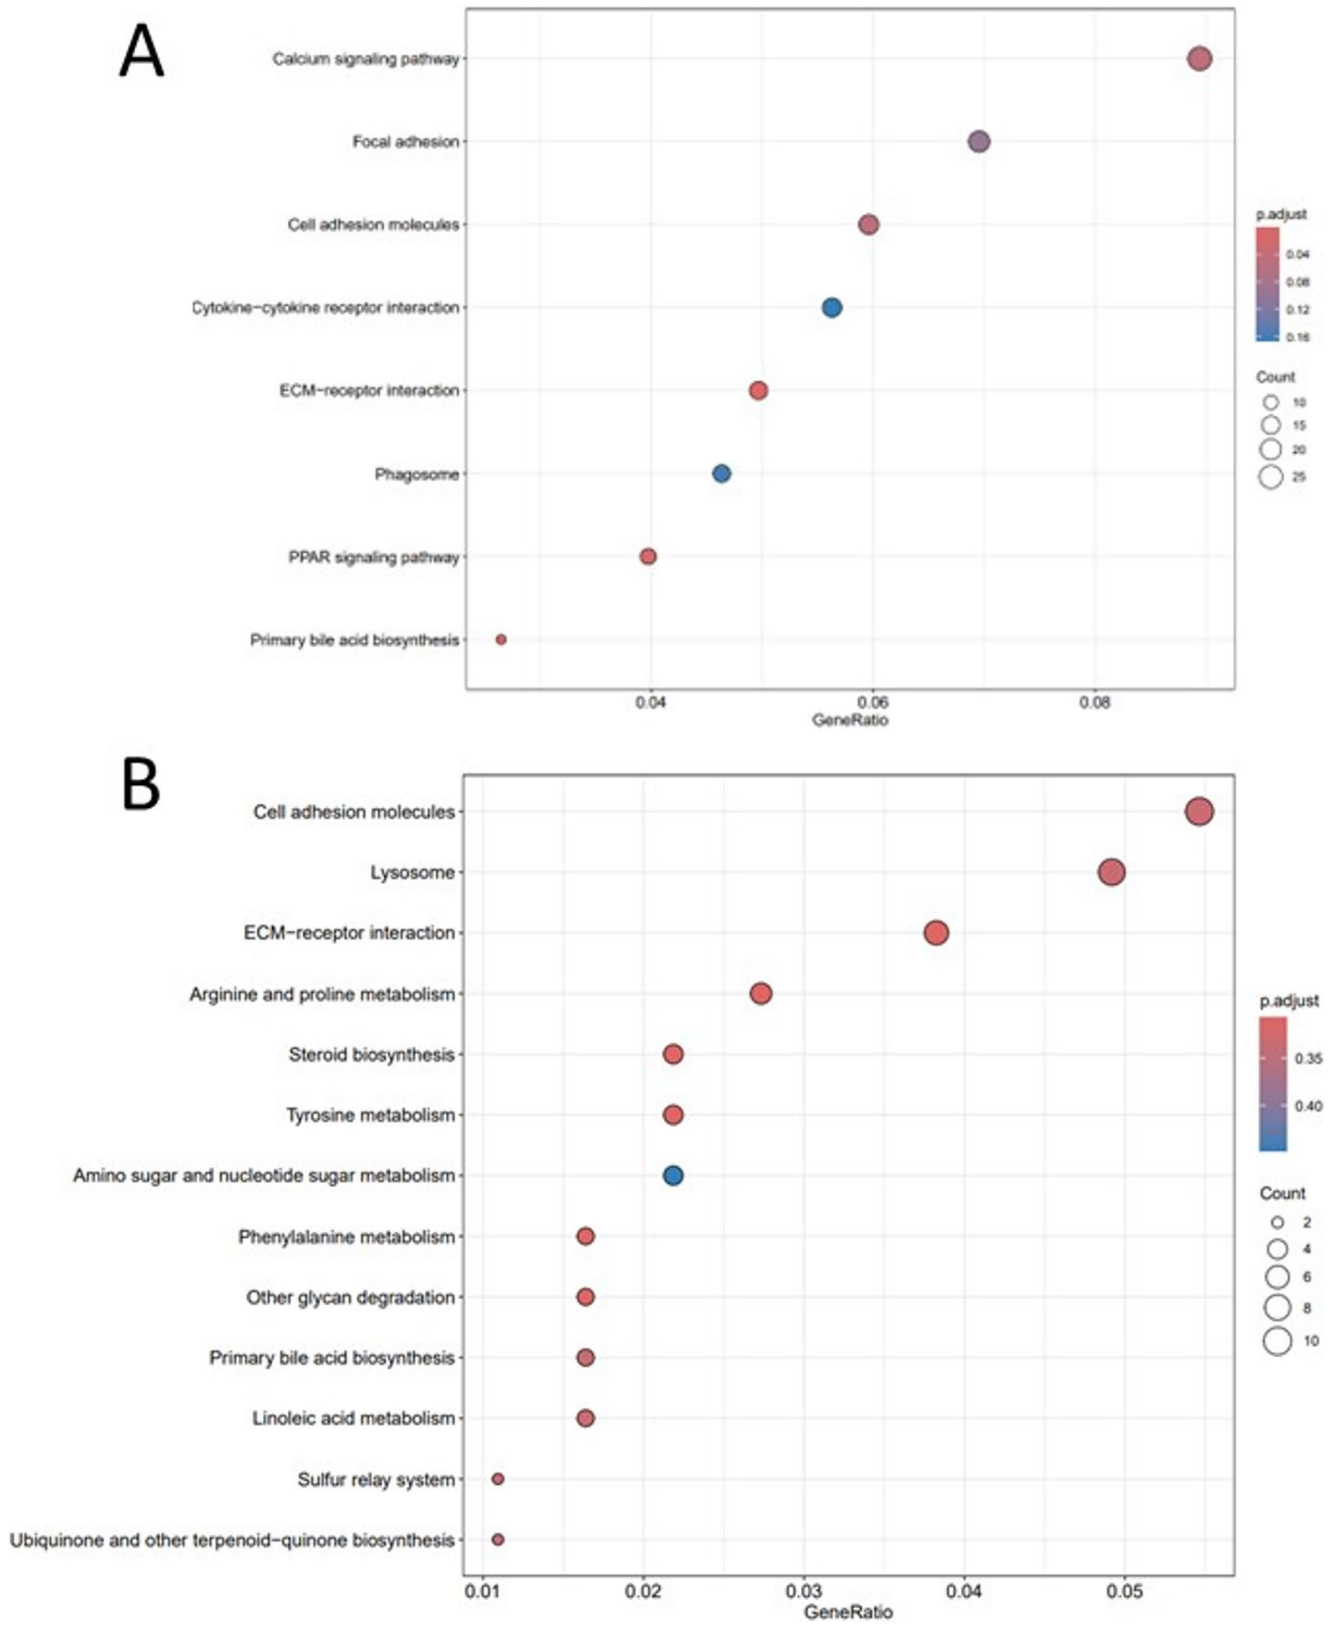 A
Calcium signaling pathway
Focal adhesion
Cell adhesion molecules
Cytokine−cytokine receptor interaction
ECM−receptor interaction
Phagosome
PPAR signaling pathway
Primary bile acid biosynthesis
0.04 0.06 0.08
GeneRatio
p.adjust
0.04
0.08
0.12
0.16
Count
10
15
20
25
B
Cell adhesion molecules
Lysosome
ECM−receptor interaction
Arginine and proline metabolism
Steroid biosynthesis
Tyrosine metabolism
Amino sugar and nucleotide sugar metabolism
Phenylalanine metabolism
Other glycan degradation
Primary bile acid biosynthesis
Linoleic acid metabolism
Sulfur relay system
Ubiquinone and other terpenoid−quinone biosynthesis
0.01 0.02 0.03 0.04 0.05
GeneRatio
p.adjust
0.35
0.40
Count
2
4
6
8
10